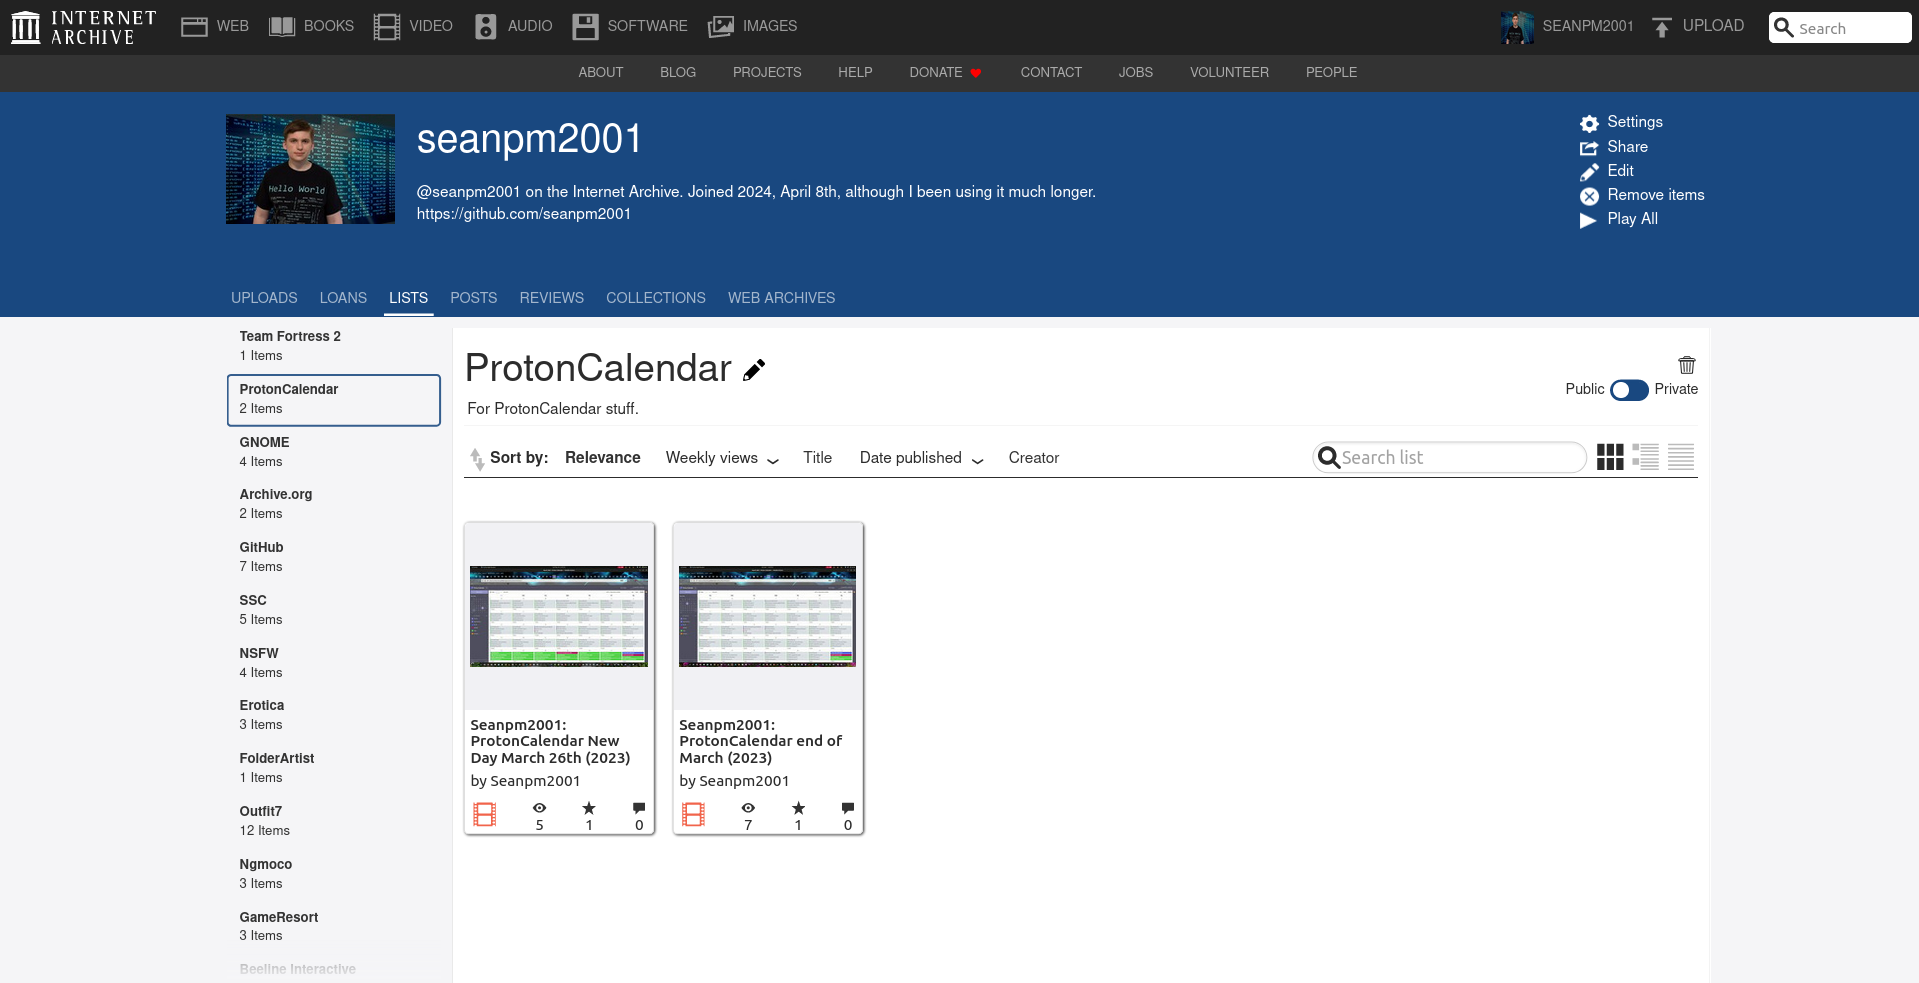 INTERNET ARCHIVE
WEB
BOOKS
VIDEO
AUDIO
SOFTWARE
IMAGES
SEANPM2001
UPLOAD
Search
ABOUT
BLOG
PROJECTS
HELP
DONATE
CONTACT
JOBS
VOLUNTEER
PEOPLE
Hello World
seanpm2001
@seanpm2001 on the Internet Archive. Joined 2024, April 8th, although I been using it much longer.
https://github.com/seanpm2001
Settings
Share
Edit
Remove items
Play All
UPLOADS
LOANS
LISTS
POSTS
REVIEWS
COLLECTIONS
WEB ARCHIVES
Team Fortress 2
1 Items
ProtonCalendar
2 Items
GNOME
4 Items
Archive.org
2 Items
GitHub
7 Items
SSC
5 Items
NSFW
4 Items
Erotica
3 Items
FolderArtist
1 Items
Outfit7
12 Items
Ngmoco
3 Items
GameResort
3 Items
Beeline Interactive
ProtonCalendar
For ProtonCalendar stuff.
Public
Private
Sort by:
Relevance
Weekly views
Title
Date published
Creator
Search list
Seanpm2001:
ProtonCalendar New
Day March 26th (2023)
by Seanpm2001
5
1
0
Seanpm2001:
ProtonCalendar end of
March (2023)
by Seanpm2001
7
1
0